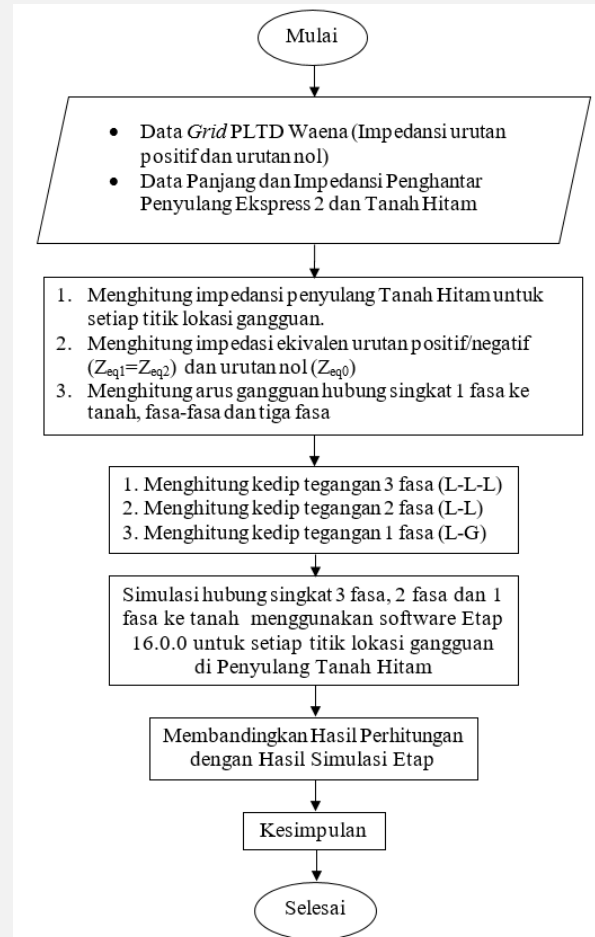 Mulai
• Data Grid PLTD Waena (Impedansi urutan
positif dan urutan nol)
• Data Panjang dan Impedansi Penghantar
Penyulang Ekspress 2 dan Tanah Hitam
1. Menghitung impedansi penyulang Tanah Hitam untuk
setiap titik lokasi gangguan.
2. Menghitung impedasi ekivalen urutan positif/negatif
(Zeq1=Zeq2) dan urutan nol (Zeq0)
3. Menghitung arus gangguan hubung singkat 1 fasa ke
tanah, fasa-fasa dan tiga fasa
1. Menghitung kedip tegangan 3 fasa (L-L-L)
2. Menghitung kedip tegangan 2 fasa (L-L)
3. Menghitung kedip tegangan 1 fasa (L-G)
Simulasi hubung singkat 3 fasa, 2 fasa dan 1
fasa ke tanah menggunakan software Etap
16.0.0 untuk setiap titik lokasi gangguan
di Penyulang Tanah Hitam
Membandingkan Hasil Perhitungan
dengan Hasil Simulasi Etap
Kesimpulan
Selesai